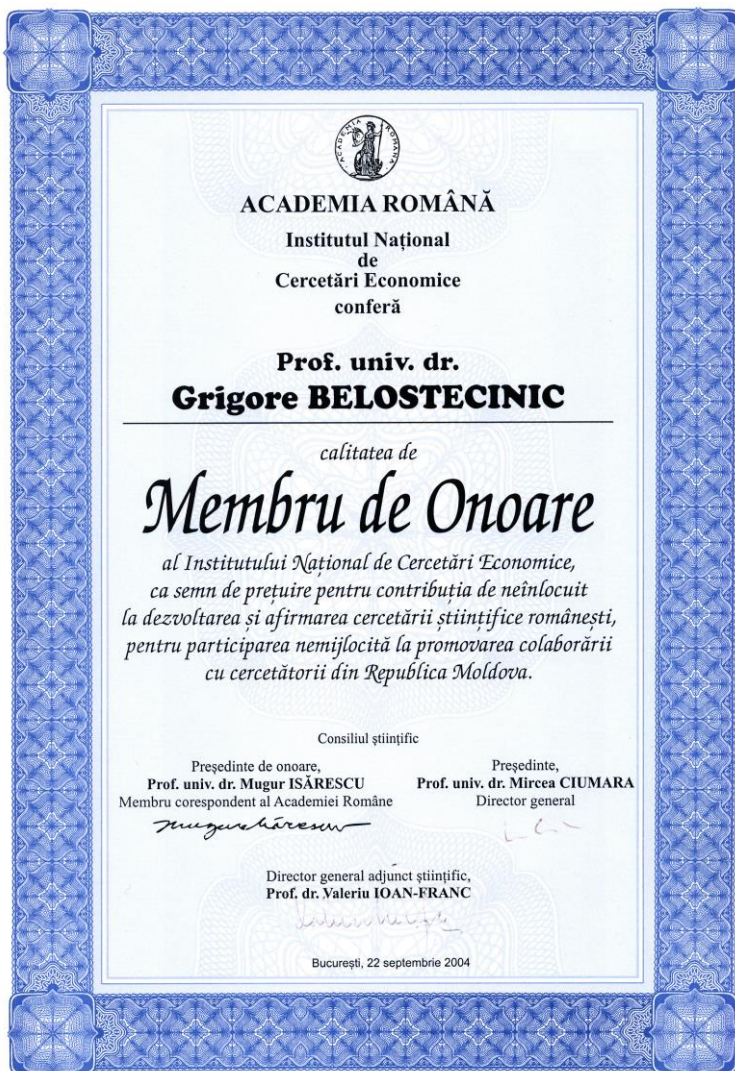 ACADEMIA ROMANA
ACADEMIA ROMÂNĂ
Institutul Național
de
Cercetări Economice
conferă
Prof. univ. dr.
Grigore BELOSTECINIC
calitatea de
Membru de Onoare
al Institutului Național de Cercetări Economice,
ca semn de prețuire pentru contribuția de neînlocuit
la dezvoltarea și afirmarea cercetării științifice românești,
pentru participarea nemijlocită la promovarea colaborării
cu cercetătorii din Republica Moldova.
Consiliul științific
Președinte de onoare,
Prof. univ. dr. Mugur ISĂRESCU
Membru corespondent al Academiei Române
Președinte,
Prof. univ. dr. Mircea CIUMARA
Director general
Director general adjunct științific,
Prof. dr. Valeriu IOAN-FRANC
București, 22 septembrie 2004